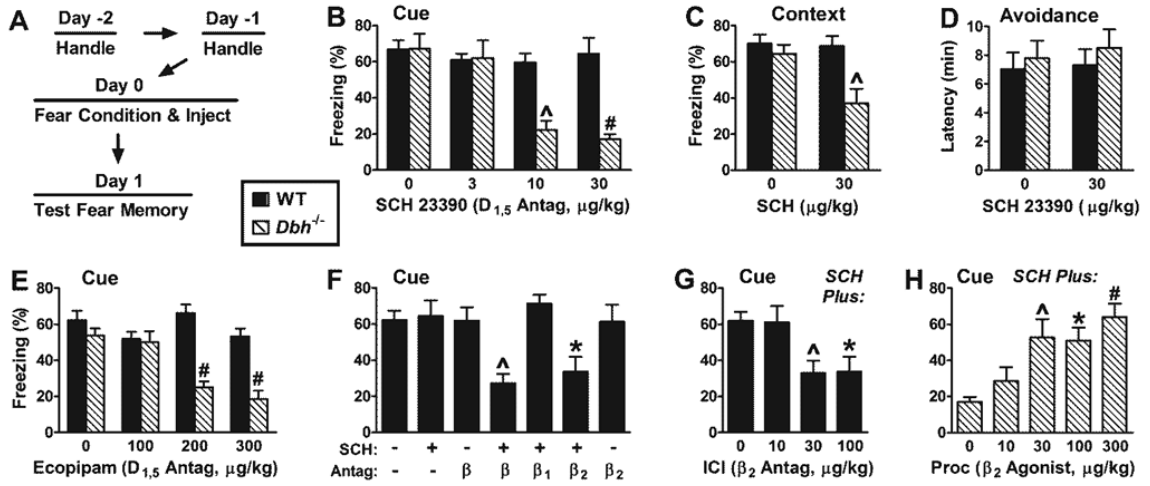 A
Day -2
Handle
Day -1
Handle
Day 0
Fear Condition & Inject
Day 1
Test Fear Memory
WT
Dbh-/-
B
Cue
Freezing (%)
80
60
40
20
0
^
#
0 3 10 30
SCH 23390 (D1,5 Antag, μg/kg)
C
Context
Freezing (%)
80
60
40
20
0
^
0 30
SCH (μg/kg)
D
Avoidance
Latency (min)
10
8
6
4
2
0
0 30
SCH 23390 (μg/kg)
E
Cue
Freezing (%)
80
60
40
20
0
#
#
0 100 200 300
Ecopipam (D1,5 Antag, μg/kg)
F
Cue
80
60
40
20
0
^
*
SCH: - + - + + + -
Antag: - - β β β1 β2 β2
G
Cue
SCH
Plus:
80
60
40
20
0
^
*
0 10 30 100
ICI (β2 Antag, μg/kg)
H
Cue SCH Plus:
80
60
40
20
0
^
*
#
0 10 30 100 300
Proc (β2 Agonist, μg/kg)